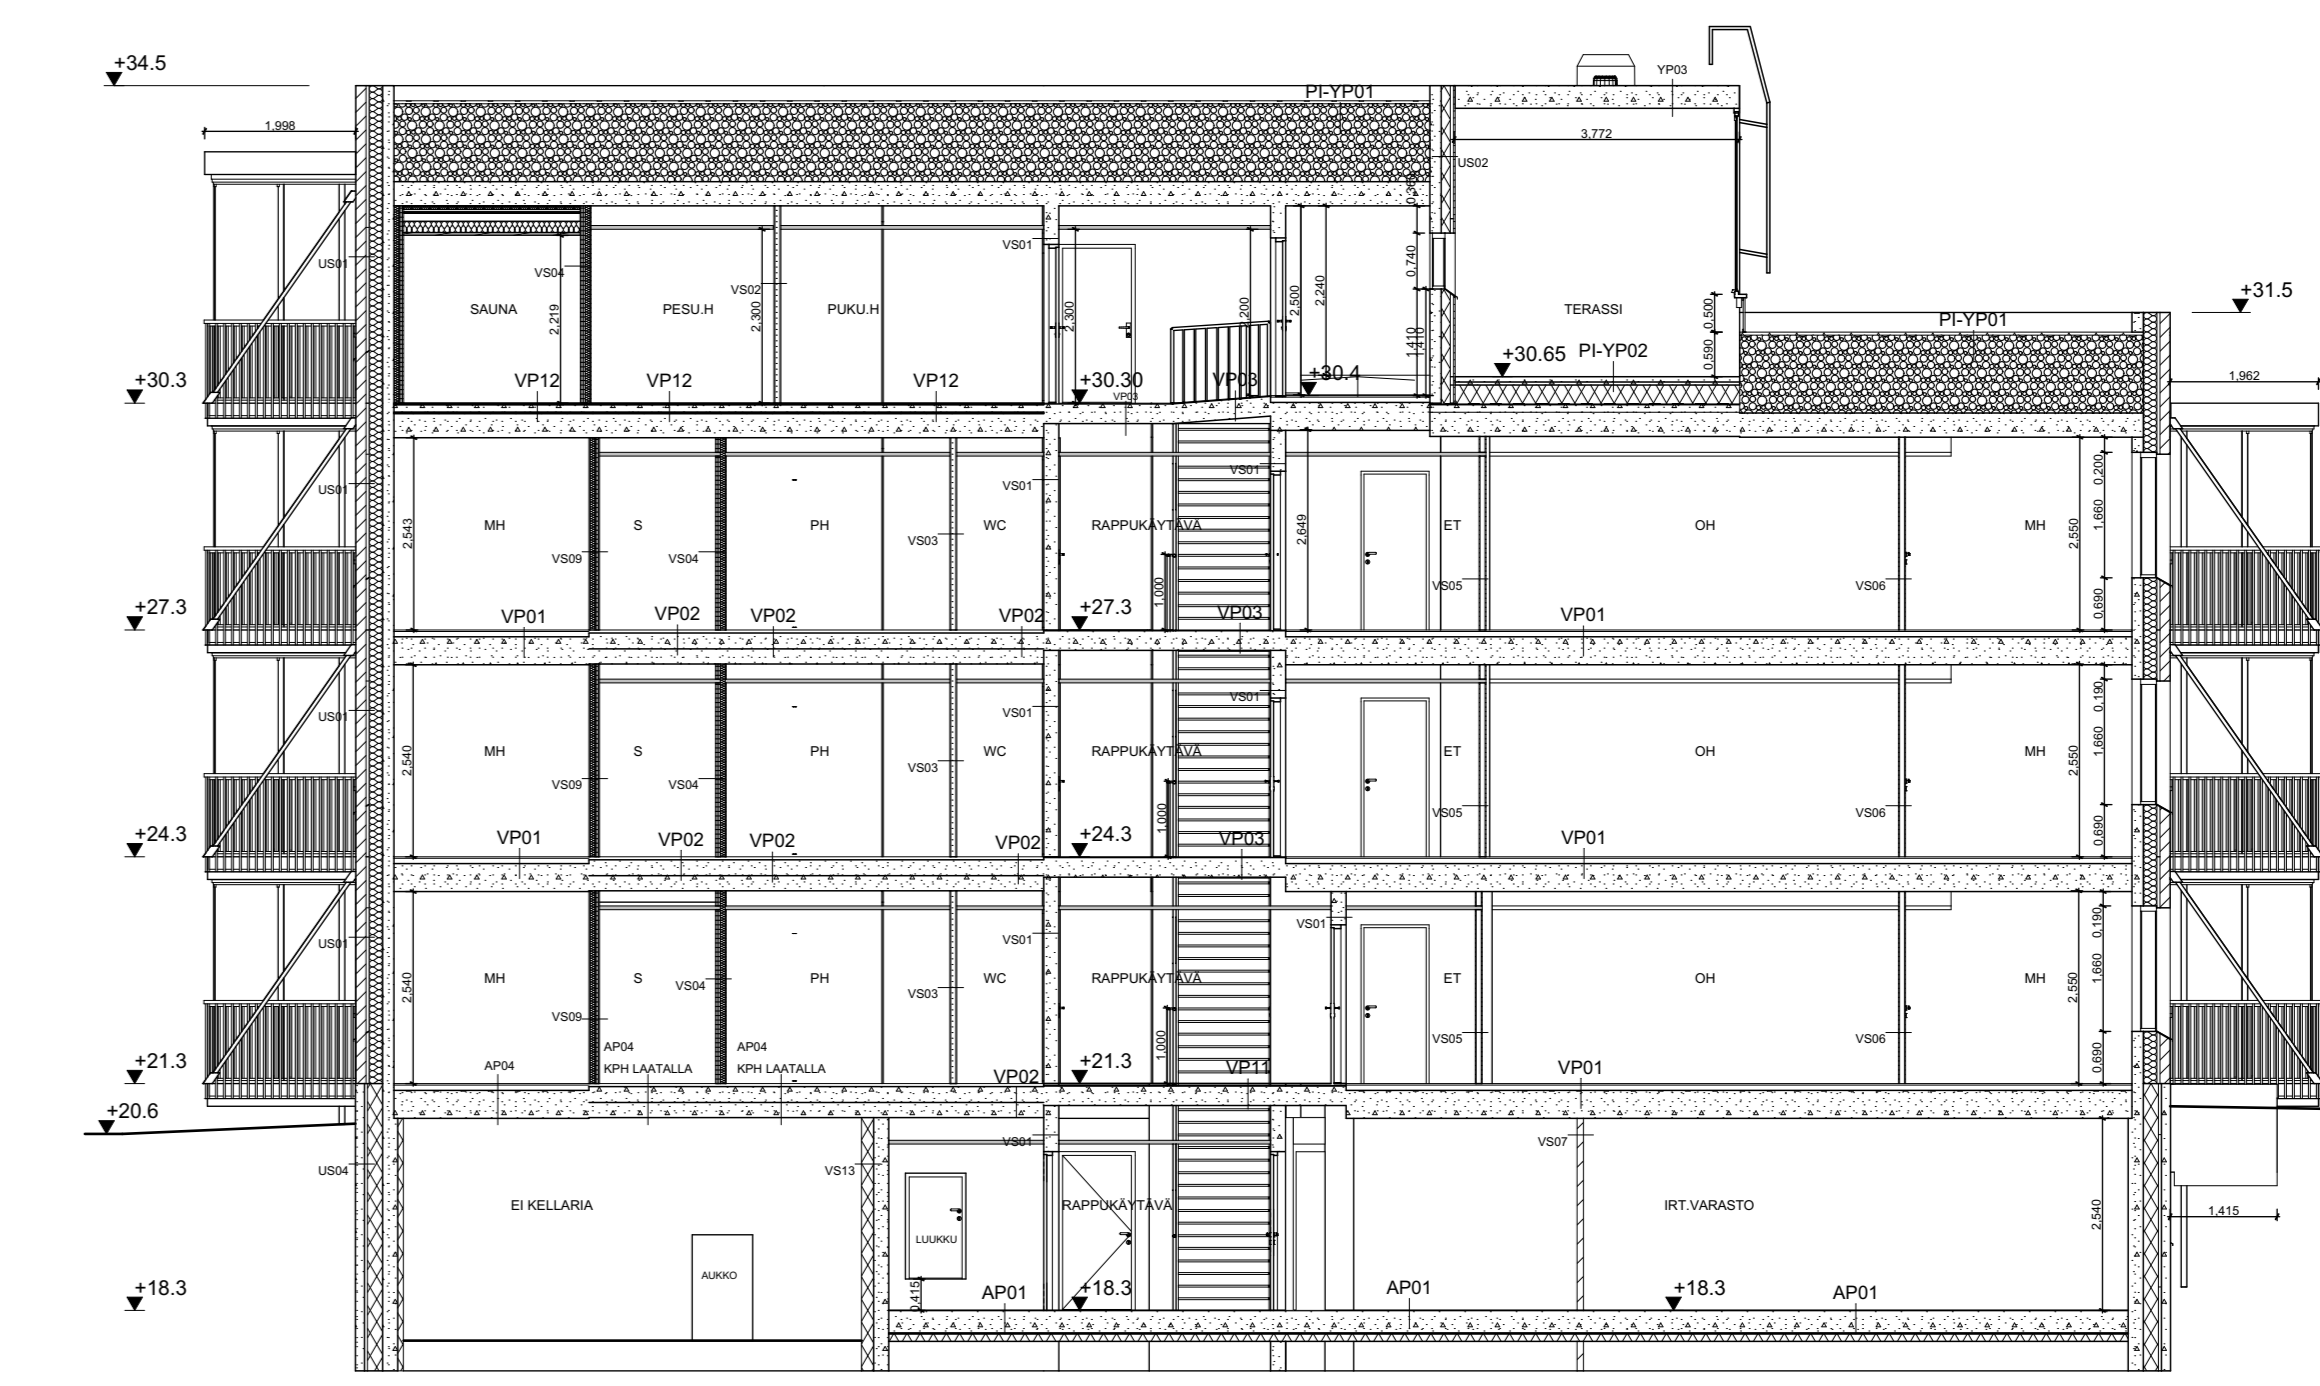 +34.5
YP03
PI-YP01
1,998
3,772
US02
0,360
US01
VS04
VS01
0,740
VS02
+31.5
SAUNA
2,219
PESU.H
2,300
PUKU.H
2,300
2,200
2,500
2,240
TERASSI
0,500
PI-YP01
1,410
1,410
+30.65
PI-YP02
0,590
+30.3
VP12
VP12
VP12
+30.30
VP03
VP03
+30.4
1,962
US01
VS01
VS01
0,200
2,543
MH
S
PH
WC
RAPPUKÄYTÄVÄ
2,649
ET
OH
2,550
1,660
MH
VS09
VS04
VS03
VS05
VS06
1,000
0,690
+27.3
VP01
VP02
VP02
VP02
+27.3
VP03
VP01
US01
VS01
VS01
0,190
2,540
MH
S
PH
WC
RAPPUKÄYTÄVÄ
ET
OH
2,550
1,660
MH
VS09
VS04
VS03
VS05
VS06
1,000
0,690
+24.3
VP01
VP02
VP02
VP02
+24.3
VP03
VP01
US01
VS01
VS01
0,190
2,540
MH
S
VS04
PH
VS03
WC
RAPPUKÄYTÄVÄ
ET
OH
2,550
1,660
MH
VS09
VS05
VS06
AP04
KPH LAATALLA
AP04
KPH LAATALLA
1,000
0,690
+21.3
AP04
VP02
+21.3
VP11
VP01
+20.6
US04
VS13
VS01
VS07
EI KELLARIA
RAPPUKÄYTÄVÄ
IRT.VARASTO
2,540
1,415
LUUKKU
AUKKO
+18.3
0,415
AP01
+18.3
AP01
+18.3
AP01